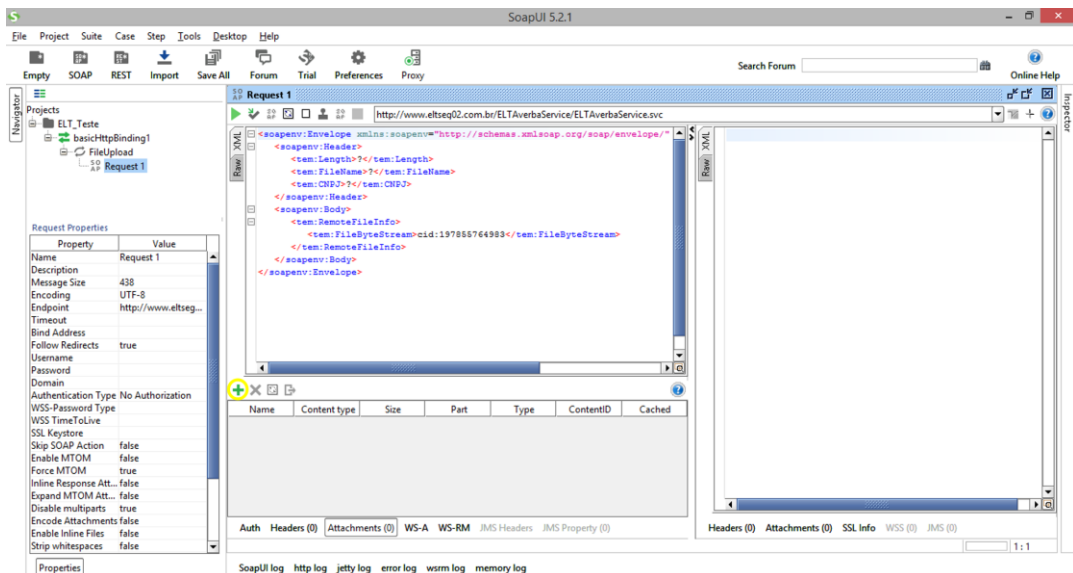 SoapUI 5.2.1
File Project Suite Case Step Tools Desktop Help
Empty SOAP REST Import Save All Forum Trial Preferences Proxy
Search Forum
Online Help
Navigator
Projects
ELT_Teste
basicHttpBinding1
FileUpload
Request 1
Request Properties
Property Value
Name Request 1
Description
Message Size 438
Encoding UTF-8
Endpoint http://www.eltseg...
Timeout
Bind Address
Follow Redirects true
Username
Password
Domain
Authentication Type No Authorization
WSS-Password Type
WSS TimeToLive
SSL Keystore
Skip SOAP Action false
Enable MTOM false
Force MTOM true
Inline Response Att... false
Expand MTOM Att... false
Disable multiparts true
Encode Attachments false
Enable Inline Files false
Strip whitespaces false
Properties
Request 1
http://www.eltseg02.com.br/ELTAverbaService/ELTAverbaService.svc
XML
Raw
<soapenv:Envelope xmlns:soapenv="http://schemas.xmlsoap.org/soap/envelope/"
<soapenv:Header>
<tem:Length>?</tem:Length>
<tem:FileName>?</tem:FileName>
<tem:CNPJ>?</tem:CNPJ>
</soapenv:Header>
<soapenv:Body>
<tem:RemoteFileInfo>
<tem:FileByteStream>cid:197855764983</tem:FileByteStream>
</tem:RemoteFileInfo>
</soapenv:Body>
</soapenv:Envelope>
Name Content type Size Part Type ContentID Cached
Auth Headers (0) Attachments (0) WS-A WS-RM JMS Headers JMS Property (0)
XML
Raw
Headers (0) Attachments (0) SSL Info WSS (0) JMS (0)
1 : 1
Inspector
SoapUI log http log jetty log error log wsrm log memory log